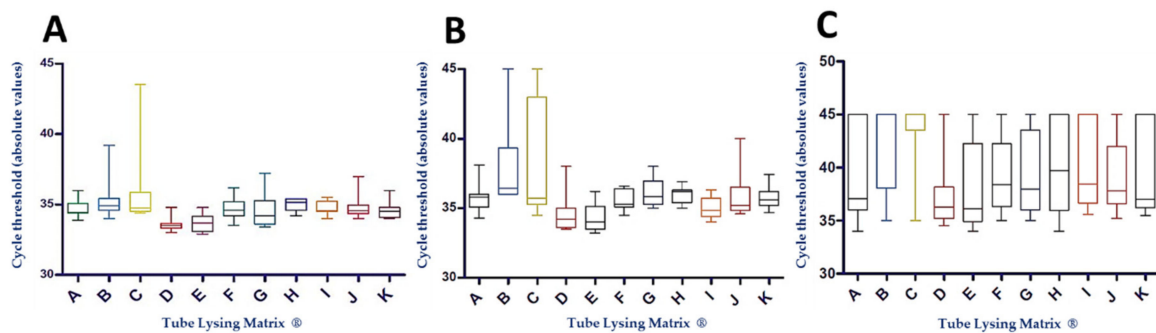 A
Cycle threshold (absolute values)
45
40
35
30
A B C D E F G H I J K
Tube Lysing Matrix ®
B
Cycle threshold (absolute values)
45
40
35
30
A B C D E F G H I J K
Tube Lysing Matrix ®
C
Cycle threshold (absolute values)
50
45
40
35
30
A B C D E F G H I J K
Tube Lysing Matrix ®